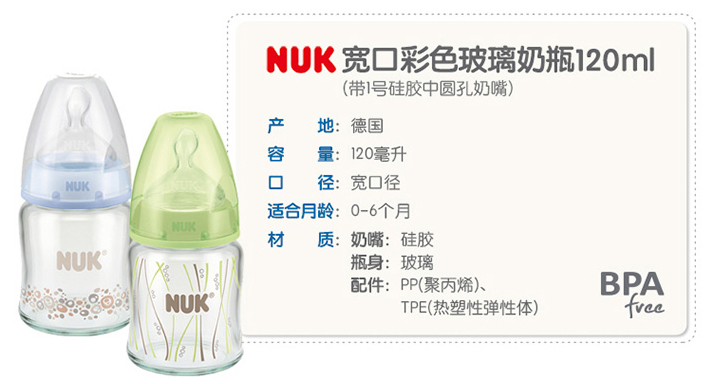 NUK 宽口彩色玻璃奶瓶120ml
(带1号硅胶中圆孔奶嘴)
产 地: 德国
容 量: 120毫升
口 径: 宽口径
适合月龄: 0-6个月
材 质: 奶嘴: 硅胶
瓶身: 玻璃
配件: PP(聚丙烯)、
TPE(热塑性弹性体)
BPA
free
NUK
NUK®
NUK
NUK®